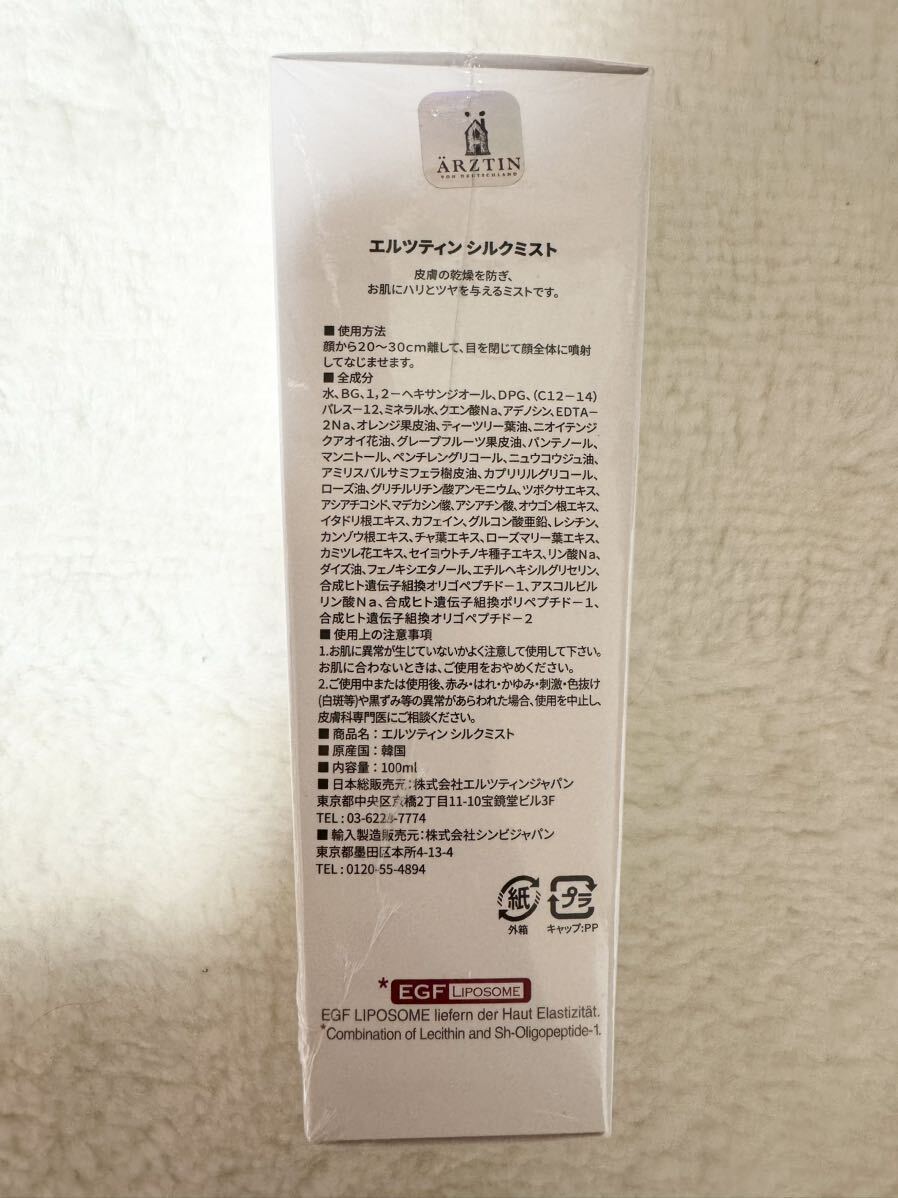 ÄRZTIN
VON DEUTSCHLAND
エルツティン シルクミスト
皮膚の乾燥を防ぎ、
お肌にハリとツヤを与えるミストです。
■ 使用方法
顔から20〜30cm離して、目を閉じて顔全体に噴射
してなじませます。
■ 全成分
水、BG、1,2−ヘキサンジオール、DPG、(C12−14)
パレス−12、ミネラル水、クエン酸Na、アデノシン、EDTA−
2Na、オレンジ果皮油、ティーツリー葉油、ニオイテンジ
クアオイ花油、グレープフルーツ果皮油、パンテノール、
マンニトール、ペンチレングリコール、ニュウコウジュ油、
アミリスバルサミフェラ樹皮油、カプリリルグリコール、
ローズ油、グリチルリチン酸アンモニウム、ツボクサエキス、
アシアチコシド、マデカシン酸、アシアチン酸、オウゴン根エキス、
イタドリ根エキス、カフェイン、グルコン酸亜鉛、レシチン、
カンゾウ根エキス、チャ葉エキス、ローズマリー葉エキス、
カミツレ花エキス、セイヨウトチノキ種子エキス、リン酸Na、
ダイズ油、フェノキシエタノール、エチルヘキシルグリセリン、
合成ヒト遺伝子組換オリゴペプチド−1、アスコルビル
リン酸Na、合成ヒト遺伝子組換ポリペプチド−1、
合成ヒト遺伝子組換オリゴペプチド−2
■ 使用上の注意事項
1.お肌に異常が生じていないかよく注意して使用して下さい。
お肌に合わないときは、ご使用をおやめください。
2.ご使用中または使用後、赤み・はれ・かゆみ・刺激・色抜け
(白斑等)や黒ずみ等の異常があらわれた場合、使用を中止し、
皮膚科専門医にご相談ください。
■ 商品名：エルツティン シルクミスト
■ 原産国：韓国
■ 内容量：100ml
■ 日本総販売元：株式会社エルツティンジャパン
東京都中央区京橋2丁目11-10宝鏡堂ビル3F
TEL : 03-6228-7774
■ 輸入製造販売元：株式会社シンビジャパン
東京都墨田区本所4-13-4
TEL : 0120-55-4894
紙 プラ
外箱 キャップ:PP
* EGF LIPOSOME
EGF LIPOSOME liefern der Haut Elastizität.
*Combination of Lecithin and Sh-Oligopeptide-1.